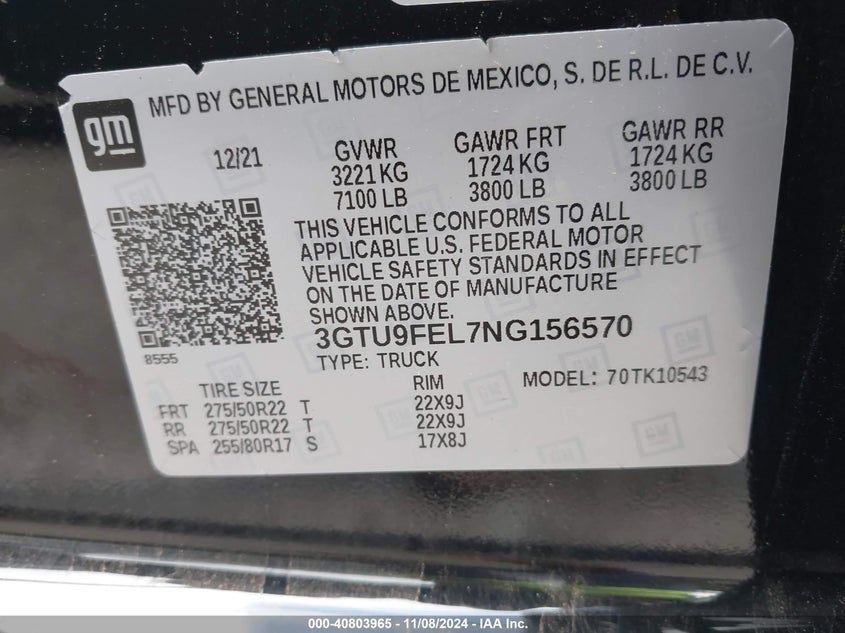 gm
MFD BY GENERAL MOTORS DE MEXICO, S. DE R.L. DE C.V.
12/21
GVWR
3221 KG
7100 LB
GAWR FRT
1724 KG
3800 LB
GAWR RR
1724 KG
3800 LB
THIS VEHICLE CONFORMS TO ALL
APPLICABLE U.S. FEDERAL MOTOR
VEHICLE SAFETY STANDARDS IN EFFECT
ON THE DATE OF MANUFACTURE
SHOWN ABOVE.
3GTU9FEL7NG156570
8555
TYPE: TRUCK
MODEL: 70TK10543
TIRE SIZE RIM
FRT 275/50R22 T 22X9J
RR 275/50R22 T 22X9J
SPA 255/80R17 S 17X8J
000-40803965 - 11/08/2024 - IAA Inc.